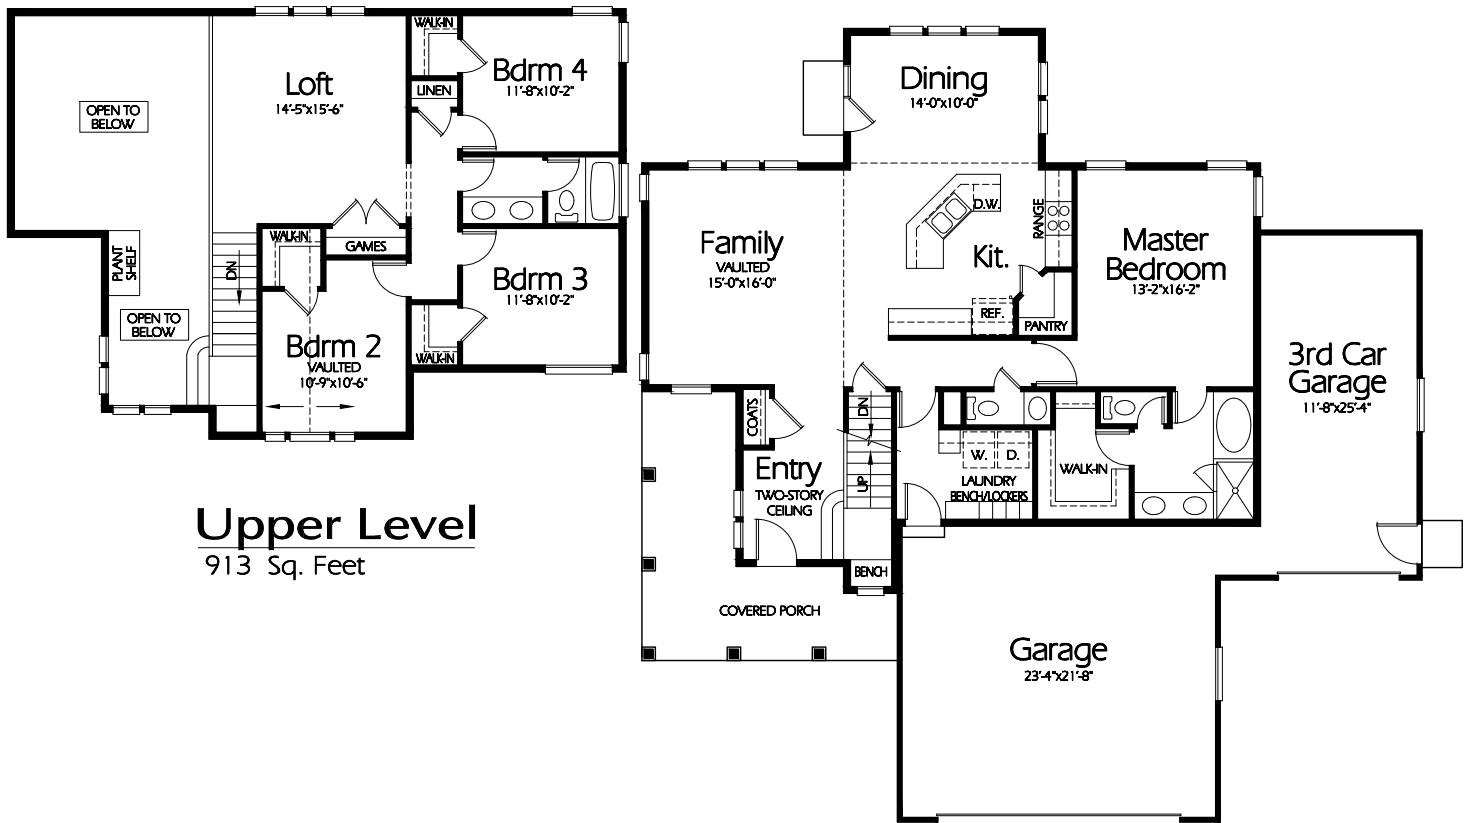 WALK-IN
Bdrm 4
11'-8"x10'-2"
Loft
14'-5"x15'-6"
LINEN
OPEN TO
BELOW
WALK-IN
GAMES
PLANT
SHELF
DN
Bdrm 3
11'-8"x10'-2"
OPEN TO
BELOW
Bdrm 2
VAULTED
10'-9"x10'-6"
WALK-IN
Upper Level
913 Sq. Feet
Dining
14'-0"x10'-0"
D.W.
RANGE
Family
VAULTED
15'-0"x16'-0"
Kit.
Master
Bedroom
13'-2"x16'-2"
REF.
PANTRY
3rd Car
Garage
11'-8"x25'-4"
COATS
DN
W.
D.
Entry
TWO-STORY
CEILING
UP
LAUNDRY
BENCH/LOCKERS
WALK-IN
BENCH
COVERED PORCH
Garage
23'-4"x21'-8"